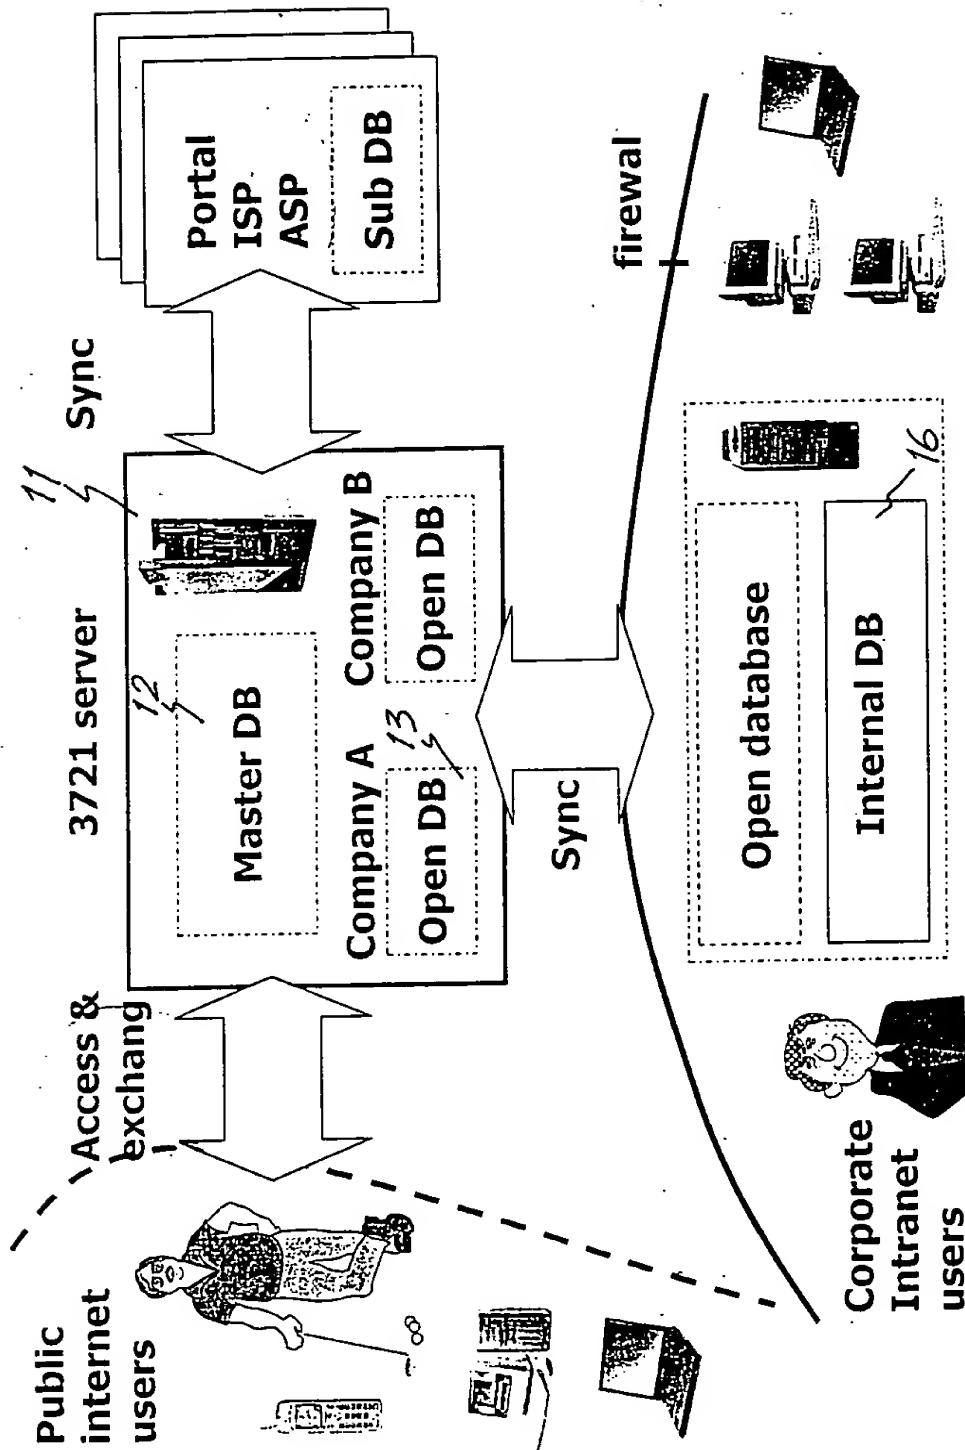 Public
internet
users
Access &
exchang
3721 server
11
Sync
12
Master DB
Company A
Open DB
13
Company B
Open DB
Portal
ISP
ASP
Sub DB
Sync
firewal
Open database
Internal DB
16
Corporate
Intranet
users